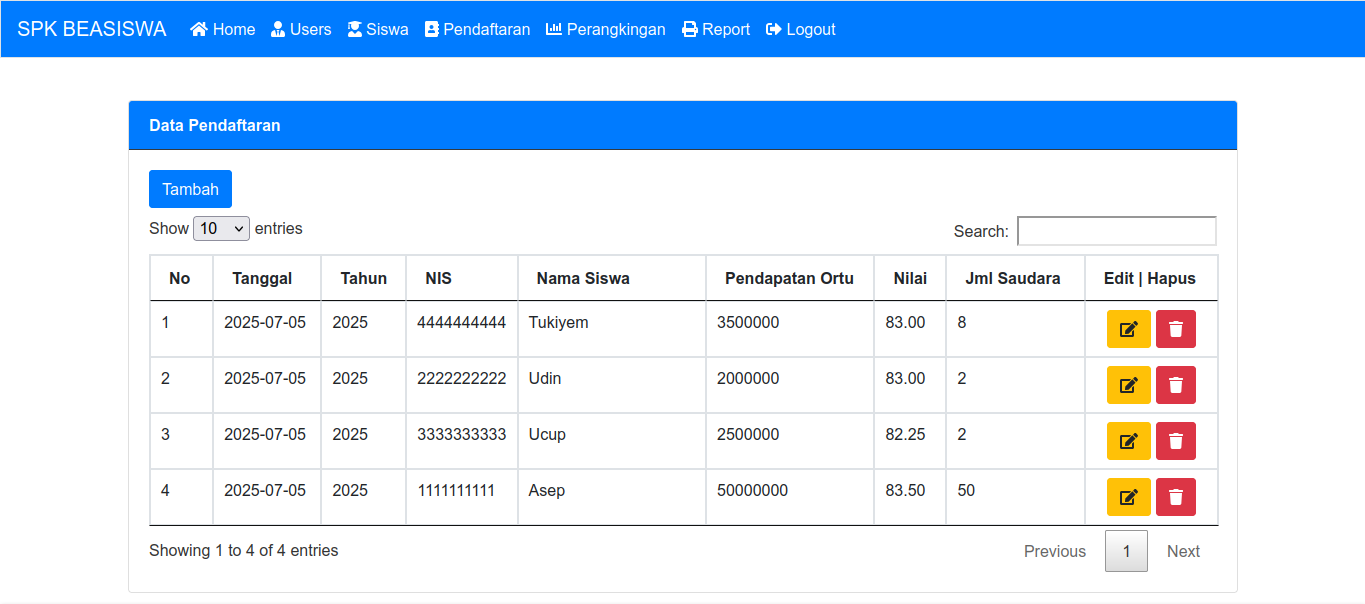 SPK BEASISWA Home Users Siswa Pendaftaran Perangkingan Report Logout
Data Pendaftaran
Tambah
Show 10 entries Search:
No Tanggal Tahun NIS Nama Siswa Pendapatan Ortu Nilai Jml Saudara Edit | Hapus
1 2025-07-05 2025 4444444444 Tukiyem 3500000 83.00 8
2 2025-07-05 2025 2222222222 Udin 2000000 83.00 2
3 2025-07-05 2025 3333333333 Ucup 2500000 82.25 2
4 2025-07-05 2025 1111111111 Asep 50000000 83.50 50
Showing 1 to 4 of 4 entries Previous 1 Next